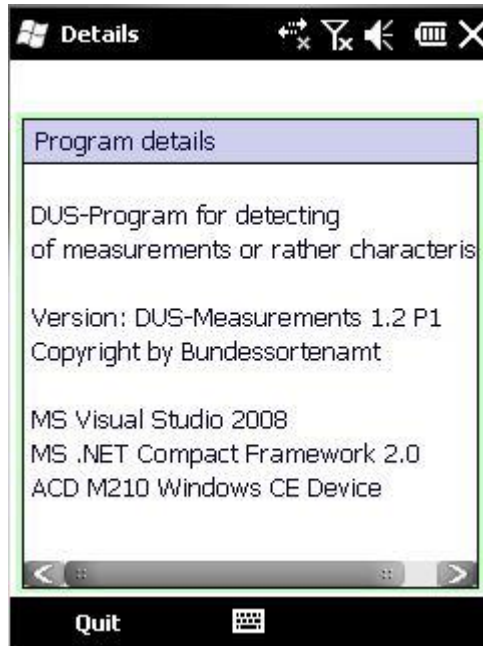 Details
Program details
DUS-Program for detecting
of measurements or rather characteris
Version: DUS-Measurements 1.2 P1
Copyright by Bundessortenamt
MS Visual Studio 2008
MS .NET Compact Framework 2.0
ACD M210 Windows CE Device
Quit